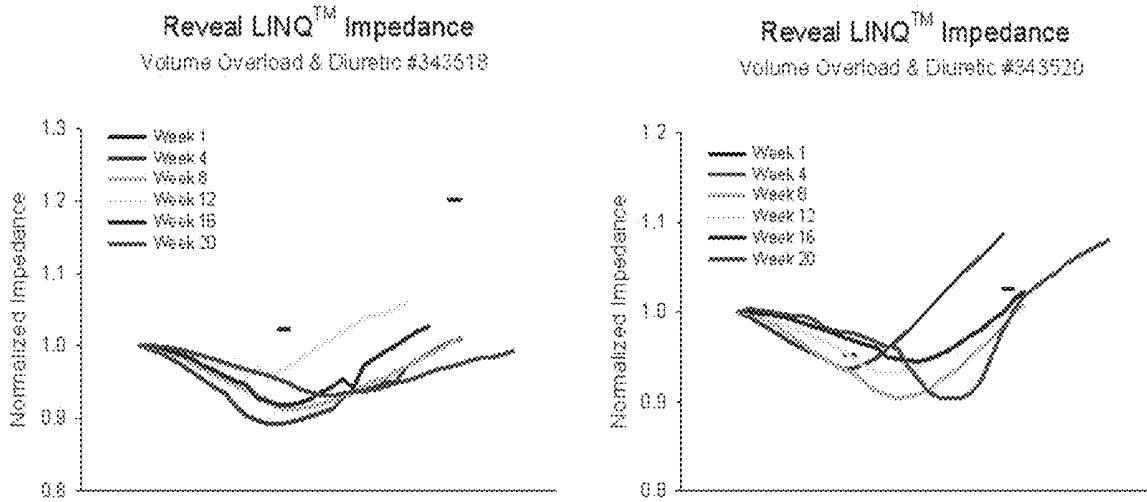 Reveal LINQ™ Impedance
Volume Overload & Diuretic #343518
Normalized Impedance
1.3
1.2
1.1
1.0
0.9
0.8
Week 1
Week 4
Week 8
Week 12
Week 16
Week 20
Reveal LINQ™ Impedance
Volume Overload & Diuretic #343520
Normalized Impedance
1.2
1.1
1.0
0.9
0.8
Week 1
Week 4
Week 8
Week 12
Week 16
Week 20